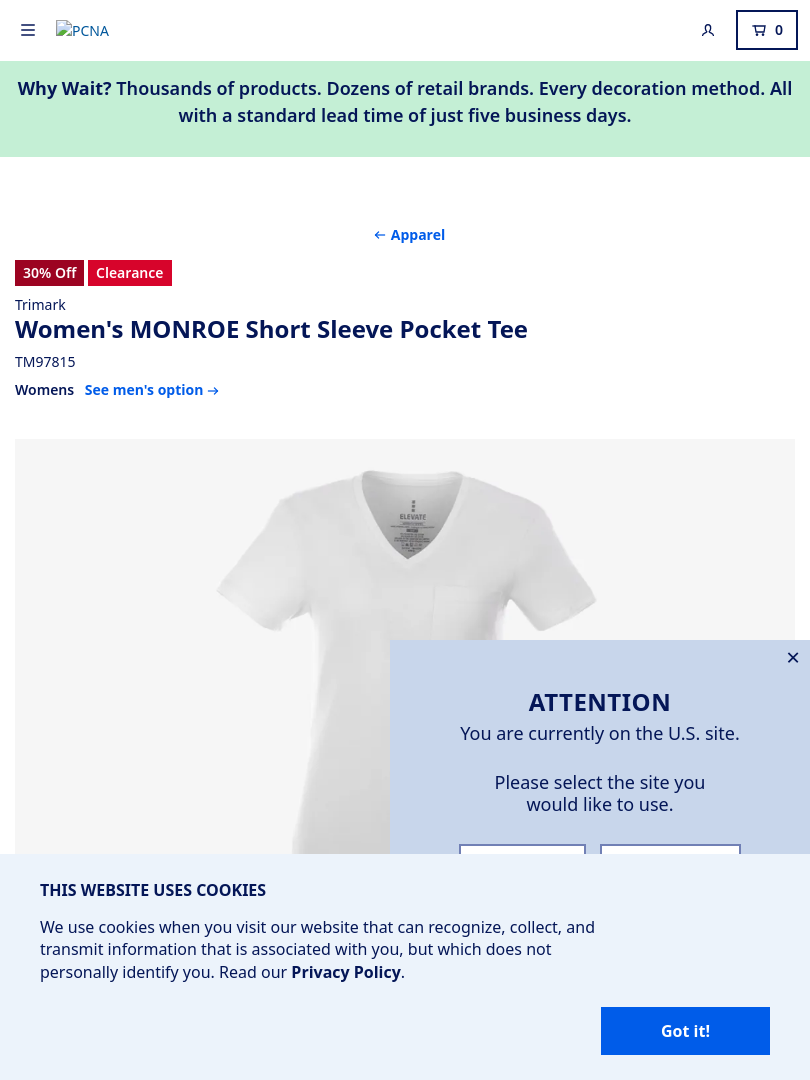 PCNA
0
Why Wait? Thousands of products. Dozens of retail brands. Every decoration method. All
with a standard lead time of just five business days.
← Apparel
30% Off
Clearance
Trimark
Women's MONROE Short Sleeve Pocket Tee
TM97815
Womens See men's option →
ELEVATE
ATTENTION
You are currently on the U.S. site.
Please select the site you
would like to use.
THIS WEBSITE USES COOKIES
We use cookies when you visit our website that can recognize, collect, and
transmit information that is associated with you, but which does not
personally identify you. Read our Privacy Policy.
Got it!